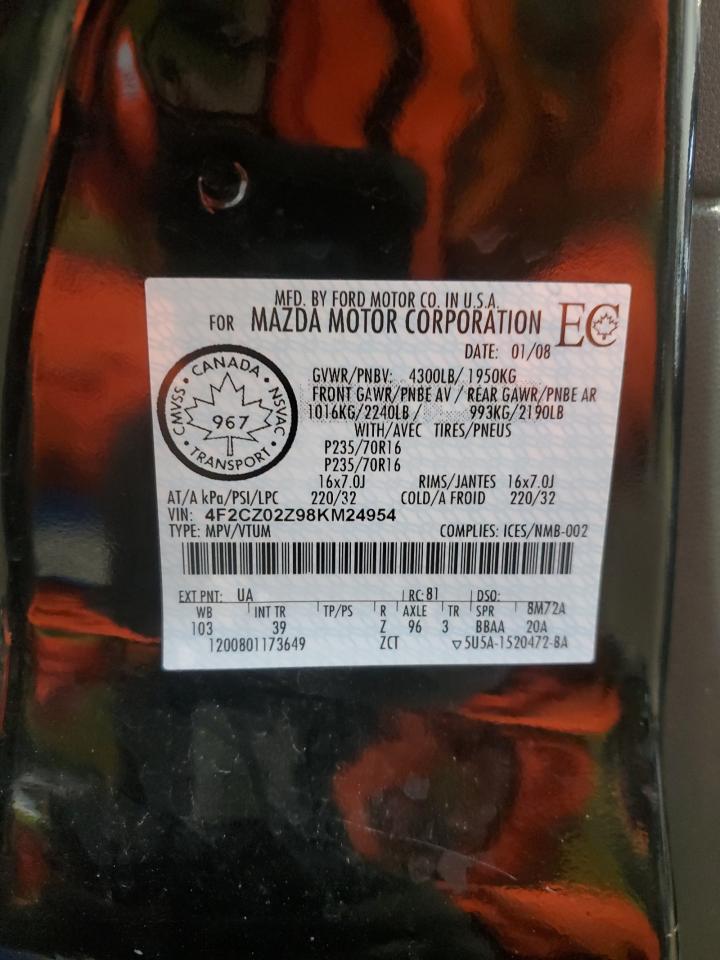 MFD. BY FORD MOTOR CO. IN U.S.A.
FOR MAZDA MOTOR CORPORATION
EC
DATE: 01/08
CANADA
CMVSS
NSVAC
967
TRANSPORT
GVWR/PNBV: 4300LB/ 1950KG
FRONT GAWR/PNBE AV / REAR GAWR/PNBE AR
1016KG/2240LB / 993KG/2190LB
WITH/AVEC TIRES/PNEUS
P235/70R16
P235/70R16
16x7.0J RIMS/JANTES 16x7.0J
AT/A kPa/PSI/LPC 220/32 COLD/A FROID 220/32
VIN: 4F2CZ02Z98KM24954
TYPE: MPV/VTUM COMPLIES: ICES/NMB-002
EXT PNT: UA RC: 81 DSO:
WB INT TR TP/PS R AXLE TR SPR 8M72A
103 39 Z 96 3 BBAA 20A
1200801173649 ZCT ▽5U5A-1520472-BA